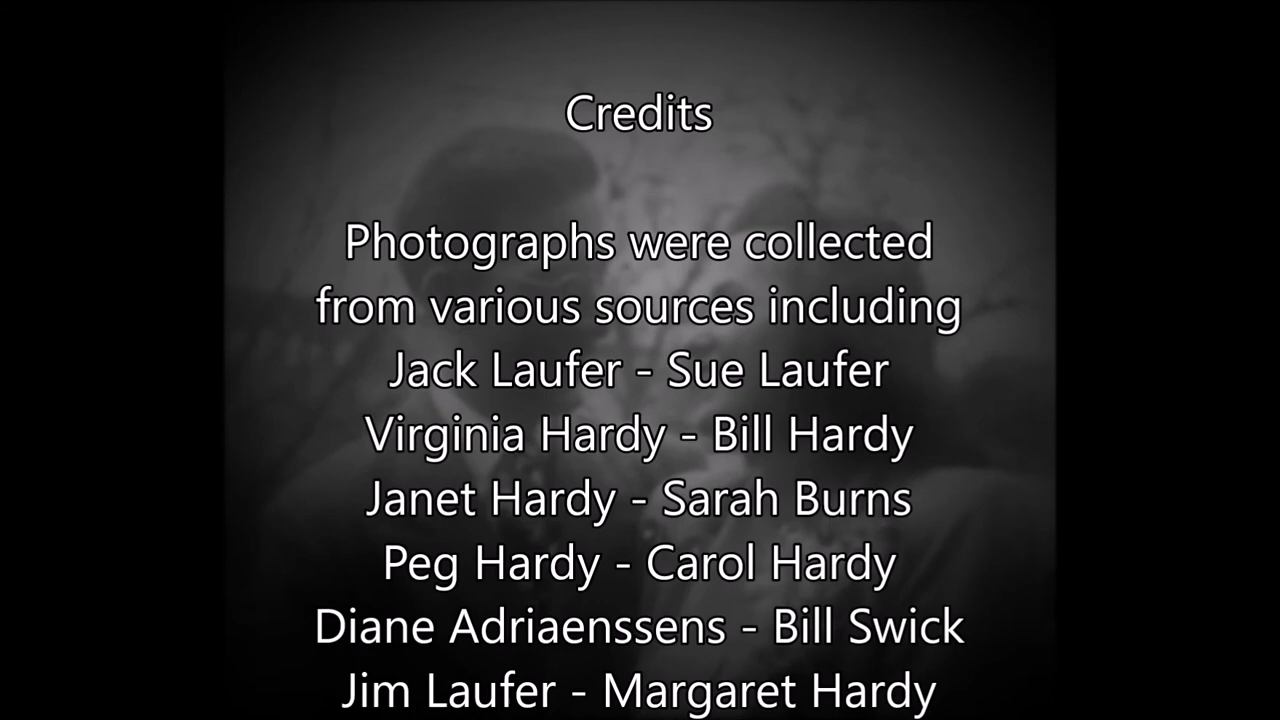 Credits
Photographs were collected
from various sources including
Jack Laufer - Sue Laufer
Virginia Hardy - Bill Hardy
Janet Hardy - Sarah Burns
Peg Hardy - Carol Hardy
Diane Adriaenssens - Bill Swick
Jim Laufer - Margaret Hardy